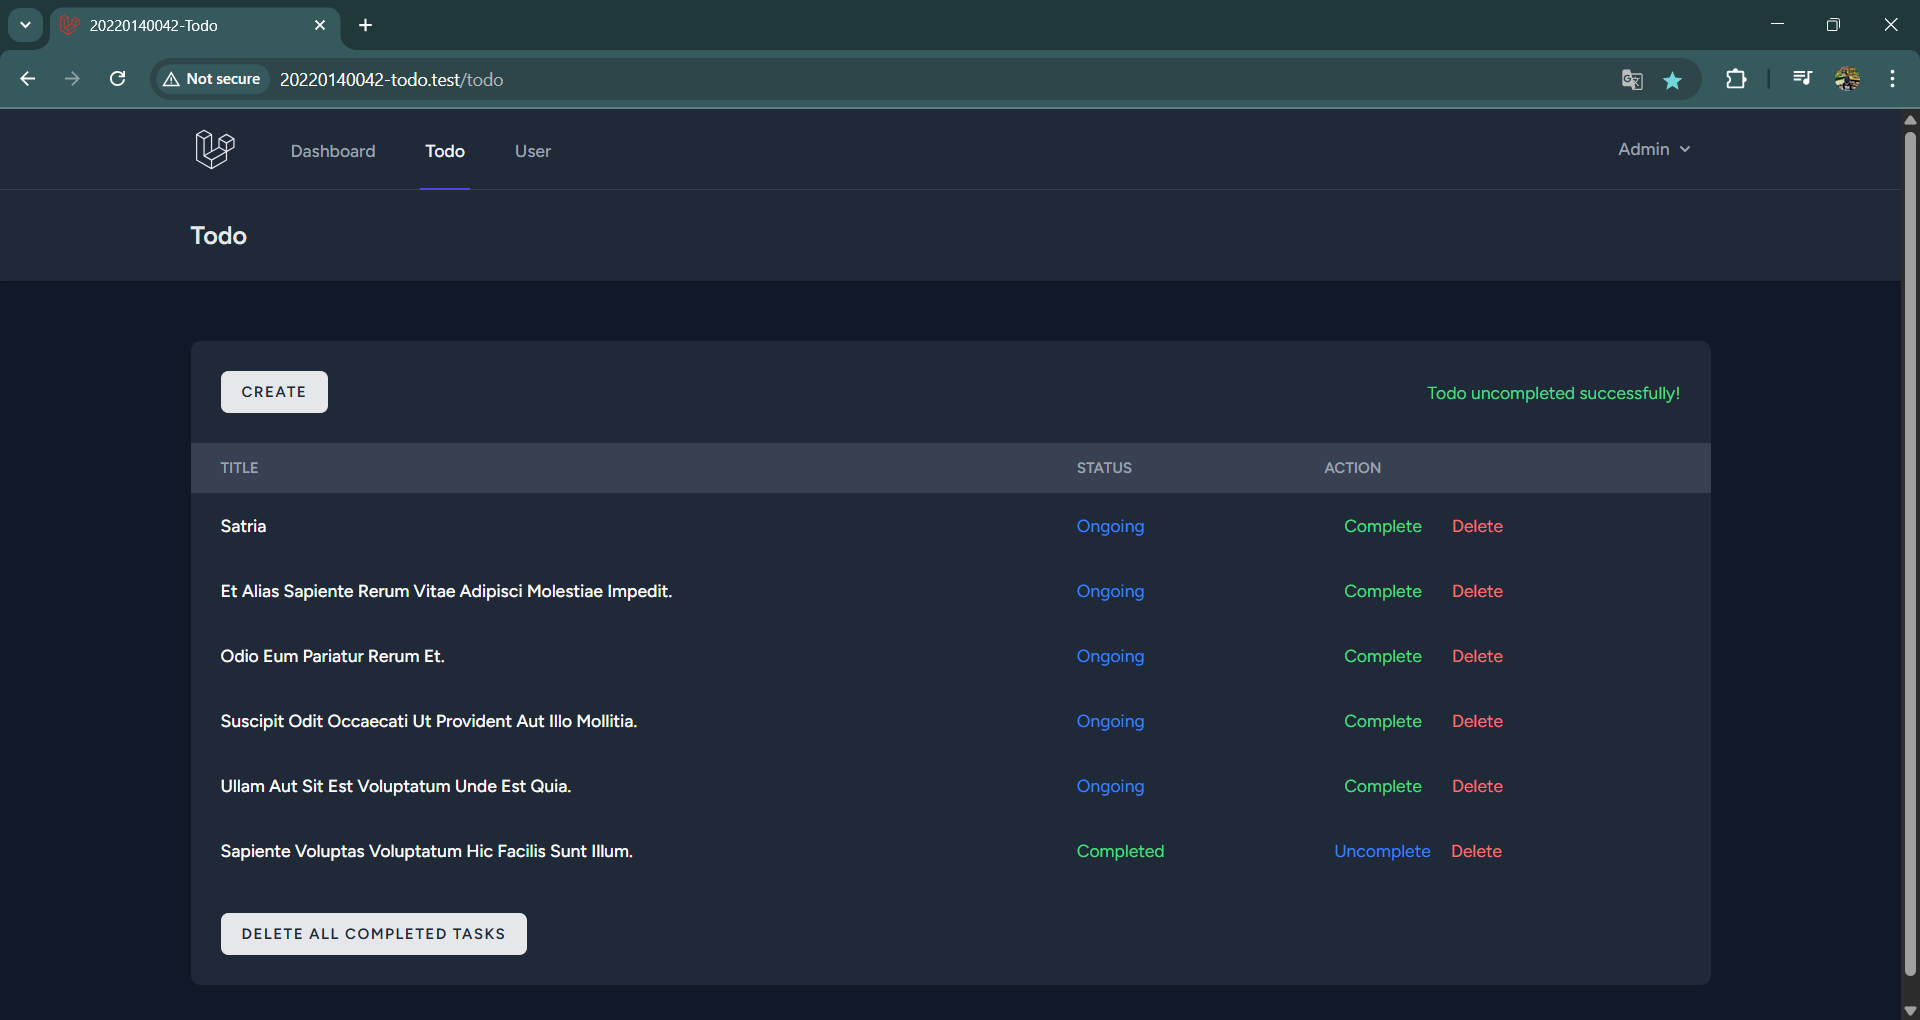 20220140042-Todo
Not secure 20220140042-todo.test/todo
Dashboard Todo User Admin
Todo
CREATE Todo uncompleted successfully!
TITLE STATUS ACTION
Satria Ongoing Complete Delete
Et Alias Sapiente Rerum Vitae Adipisci Molestiae Impedit. Ongoing Complete Delete
Odio Eum Pariatur Rerum Et. Ongoing Complete Delete
Suscipit Odit Occaecati Ut Provident Aut Illo Mollitia. Ongoing Complete Delete
Ullam Aut Sit Est Voluptatum Unde Est Quia. Ongoing Complete Delete
Sapiente Voluptas Voluptatum Hic Facilis Sunt Illum. Completed Uncomplete Delete
DELETE ALL COMPLETED TASKS